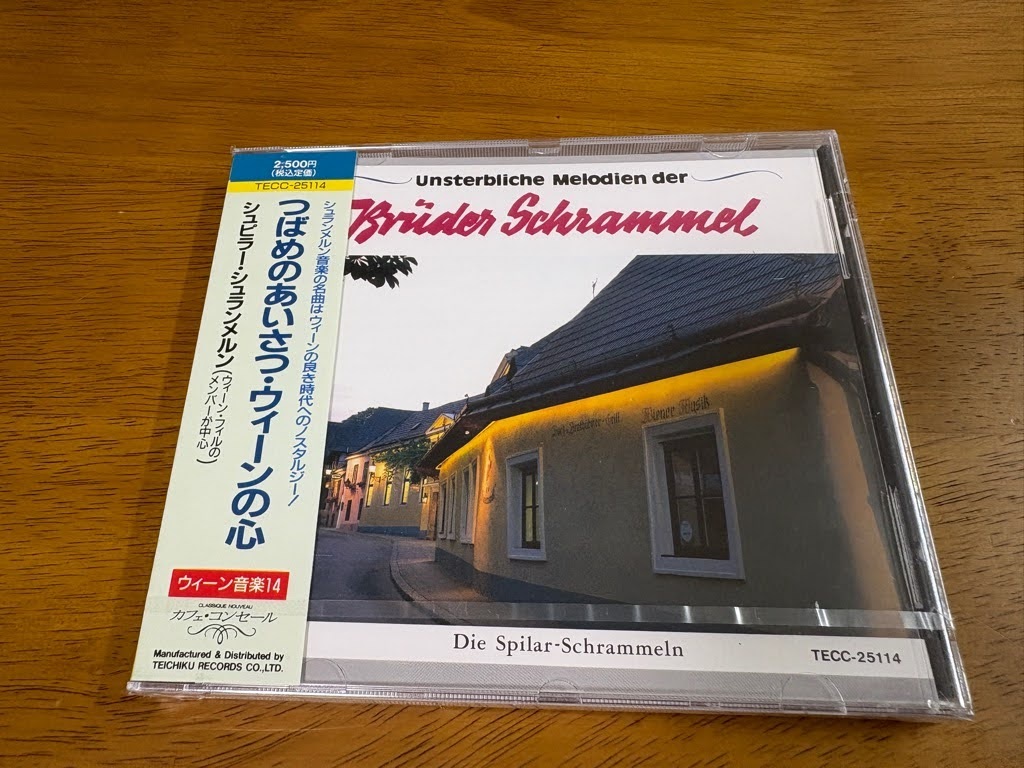 2,500円
(税込定価)
TECC-25114
シュランメルン音楽の名曲はウィーンの良き時代へのノスタルジー!
つばめのあいさつ・ウィーンの心
シュピラー・シュランメルン
(ウィーン・フィルの
メンバーが中心)
ウィーン音楽14
CLASSIQUE NOUVEAU
カフェ・コンセール
Manufactured & Distributed by
TEICHIKU RECORDS CO.,LTD.
Unsterbliche Melodien der
Brüder Schrammel
Wiener Musik
Die Spilar-Schrammeln
TECC-25114